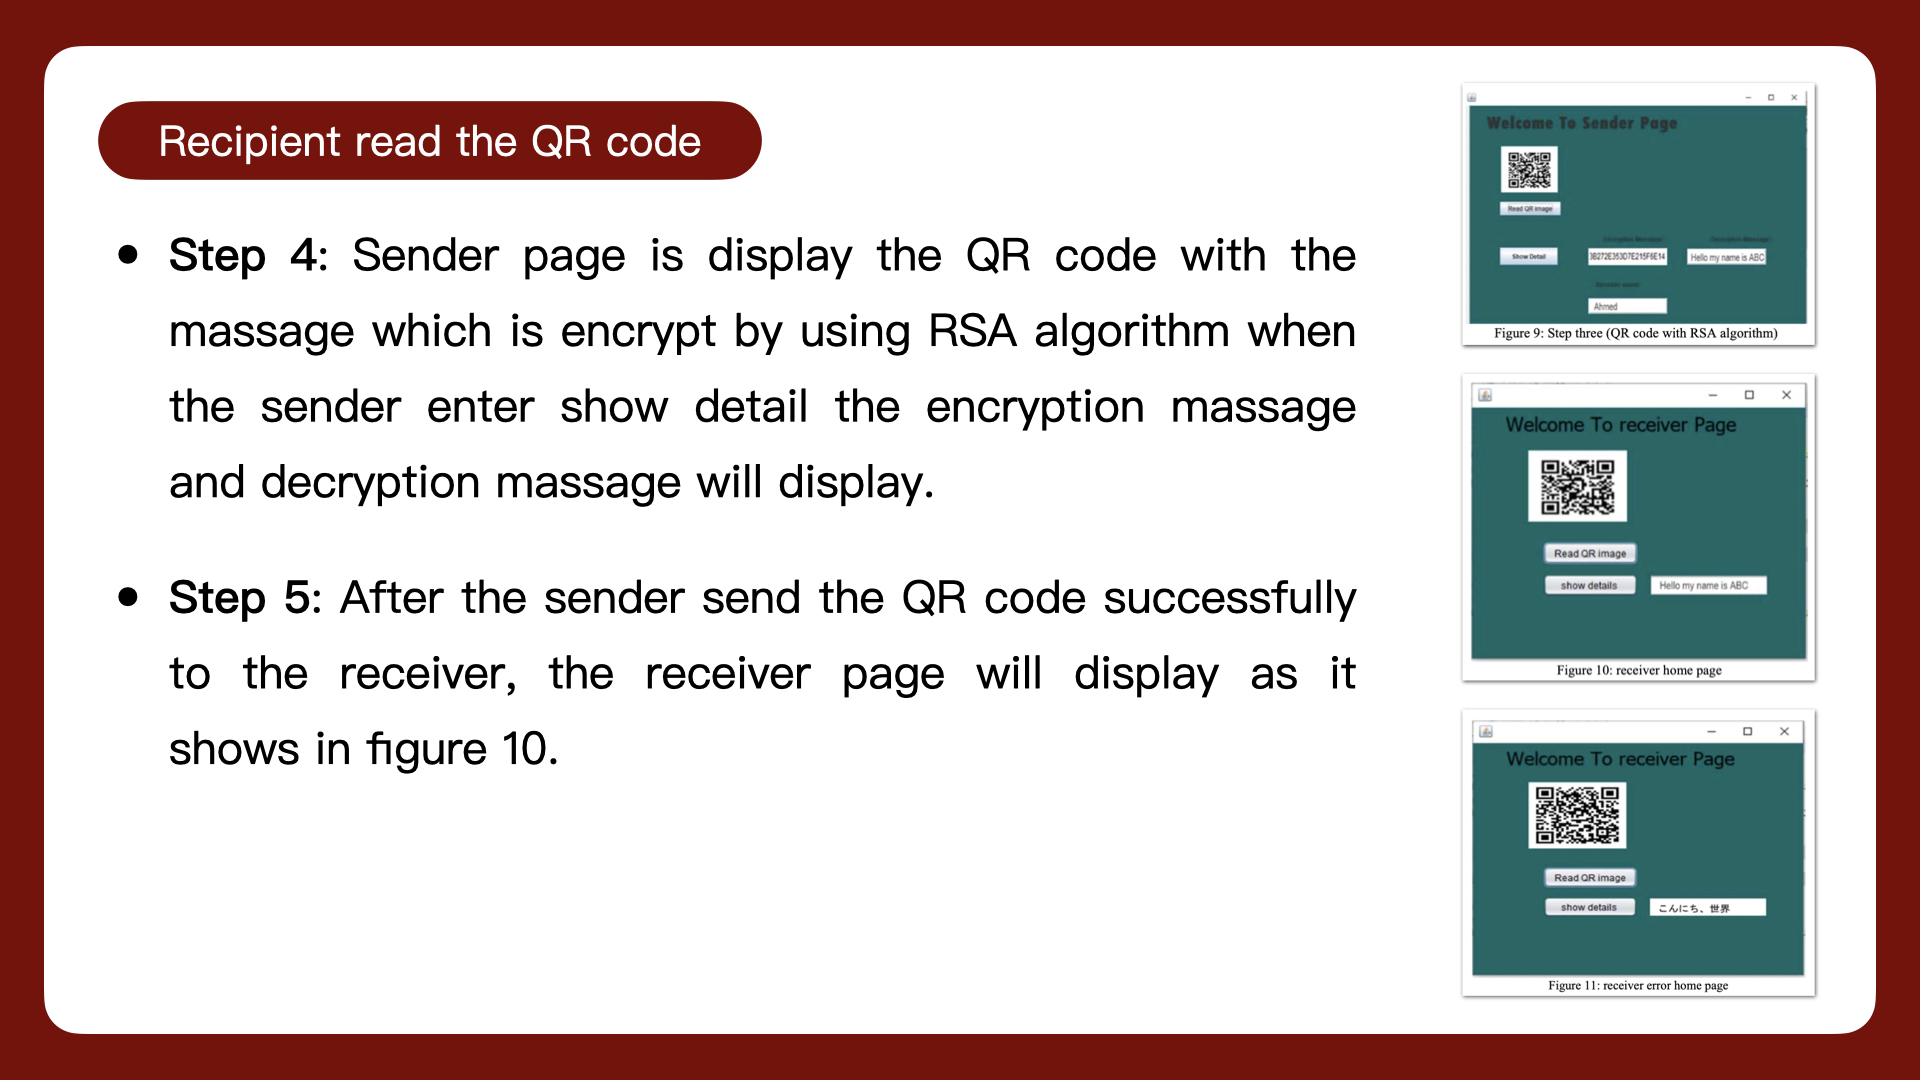 Recipient read the QR code
• Step 4: Sender page is display the QR code with the
massage which is encrypt by using RSA algorithm when
the sender enter show detail the encryption massage
and decryption massage will display.
• Step 5: After the sender send the QR code successfully
to the receiver, the receiver page will display as it
shows in figure 10.
Welcome To Sender Page
Read QR image
Show Detail
3B272E353D7E215F6E14
Hello my name is ABC
Ahmed
Figure 9: Step three (QR code with RSA algorithm)
Welcome To receiver Page
Read QR image
show details
Hello my name is ABC
Figure 10: receiver home page
Welcome To receiver Page
Read QR image
show details
こんにち、世界
Figure 11: receiver error home page